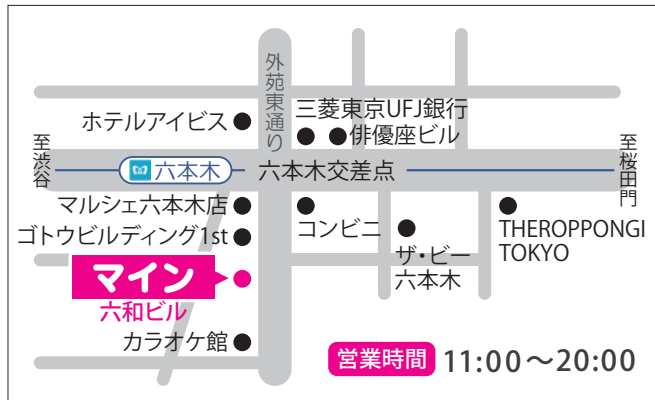 外苑東通り
ホテルアイビス
三菱東京UFJ銀行
俳優座ビル
至渋谷
六本木
六本木交差点
至桜田門
マルシェ六本木店
ゴトウビルディング1st
コンビニ
ザ・ビー
六本木
THEROPPONGI
TOKYO
マイン
六和ビル
カラオケ館
営業時間 11:00～20:00